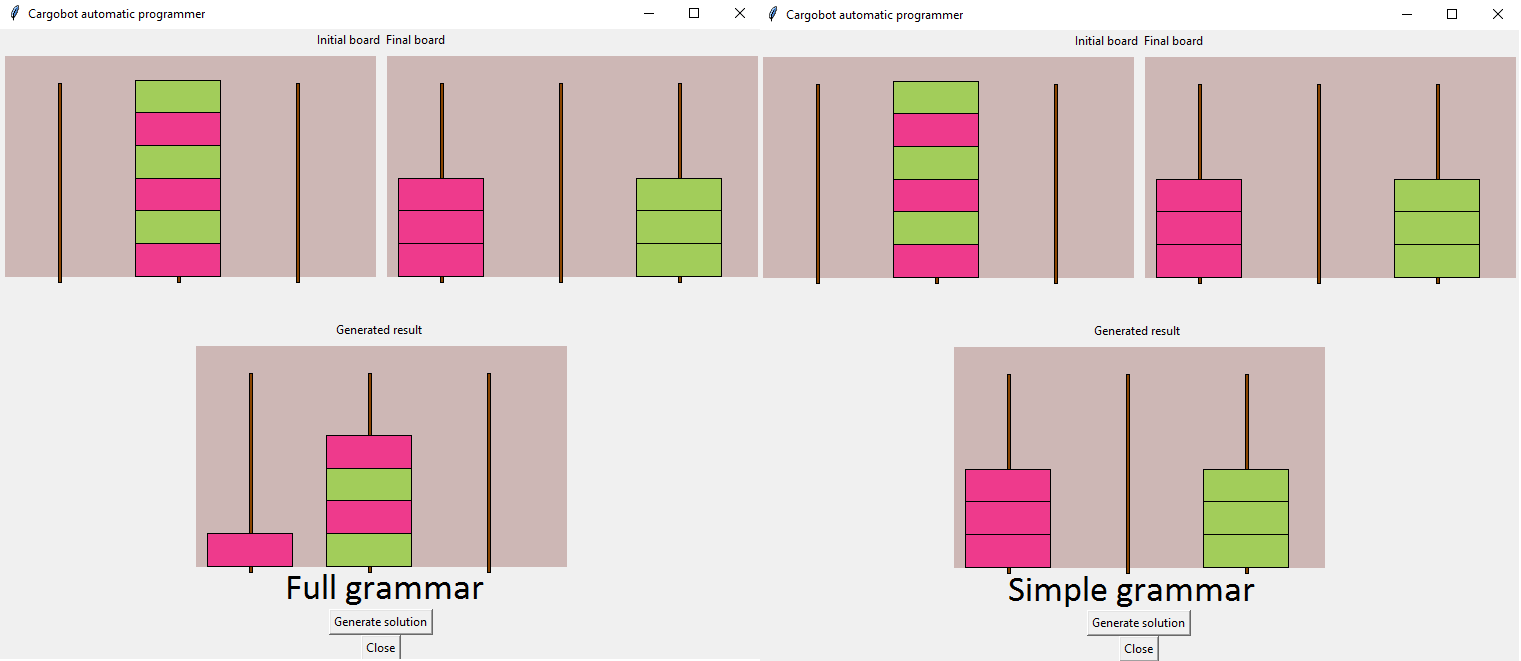 Cargobot automatic programmer
Initial board Final board
Generated result
Full grammar
Generate solution
Close
Cargobot automatic programmer
Initial board Final board
Generated result
Simple grammar
Generate solution
Close